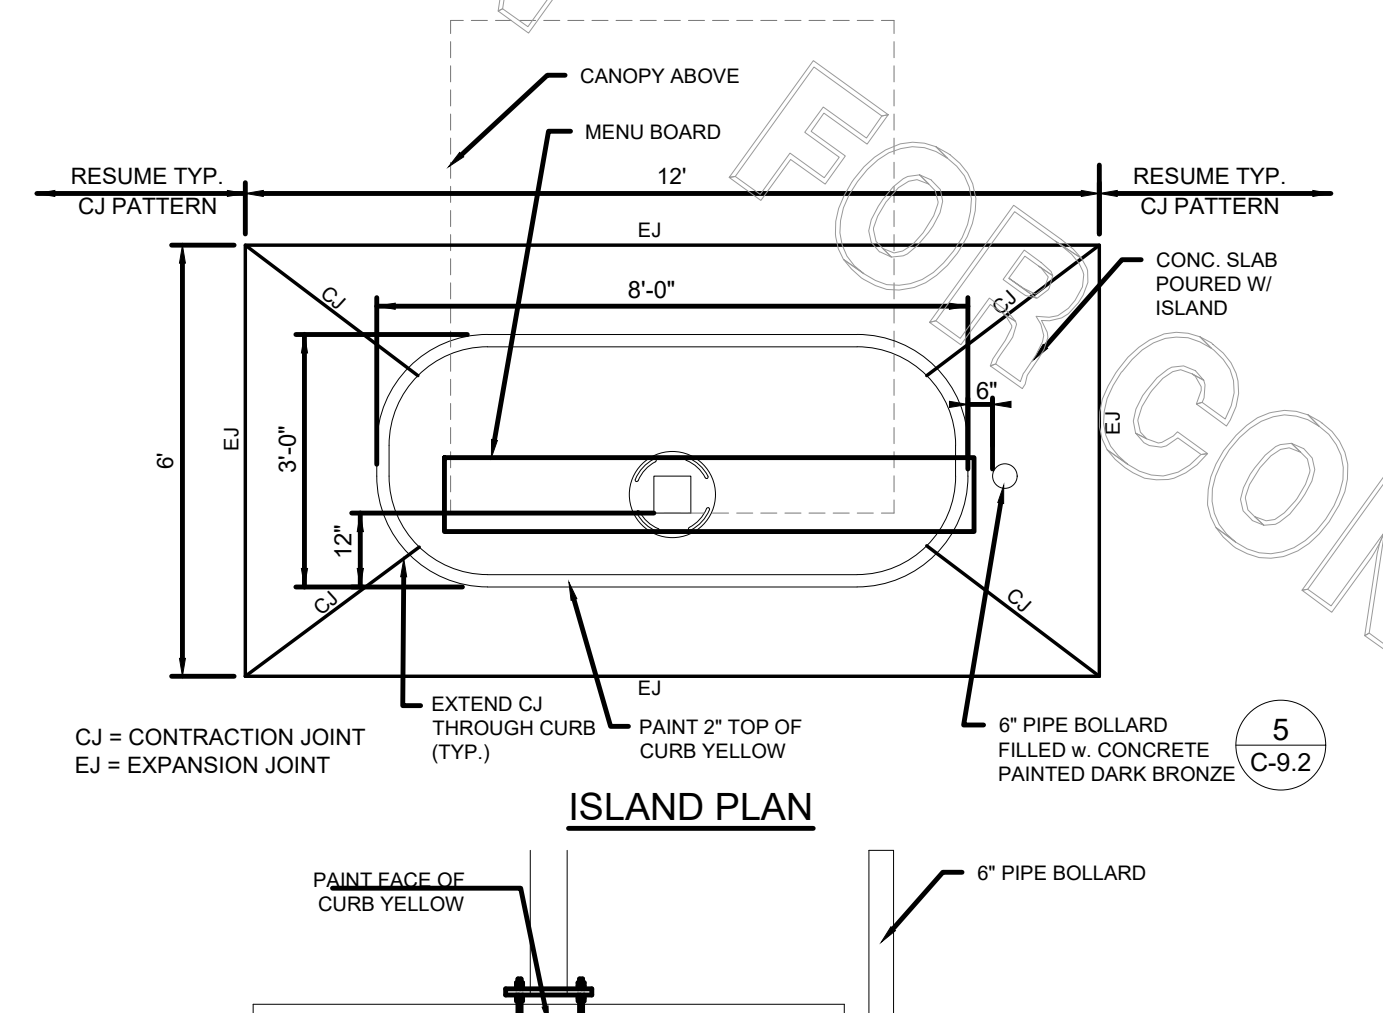 CANOPY ABOVE
MENU BOARD
RESUME TYP.
CJ PATTERN
12'
RESUME TYP.
CJ PATTERN
EJ
CONC. SLAB
POURED W/
ISLAND
CJ
8'-0"
CJ
6"
EJ
EJ
6'
3'-0"
12"
CJ
CJ
EJ
EXTEND CJ
THROUGH CURB
(TYP.)
PAINT 2" TOP OF
CURB YELLOW
6" PIPE BOLLARD
FILLED w. CONCRETE
PAINTED DARK BRONZE
5
C-9.2
CJ = CONTRACTION JOINT
EJ = EXPANSION JOINT
ISLAND PLAN
PAINT FACE OF
CURB YELLOW
6" PIPE BOLLARD
FOR CON